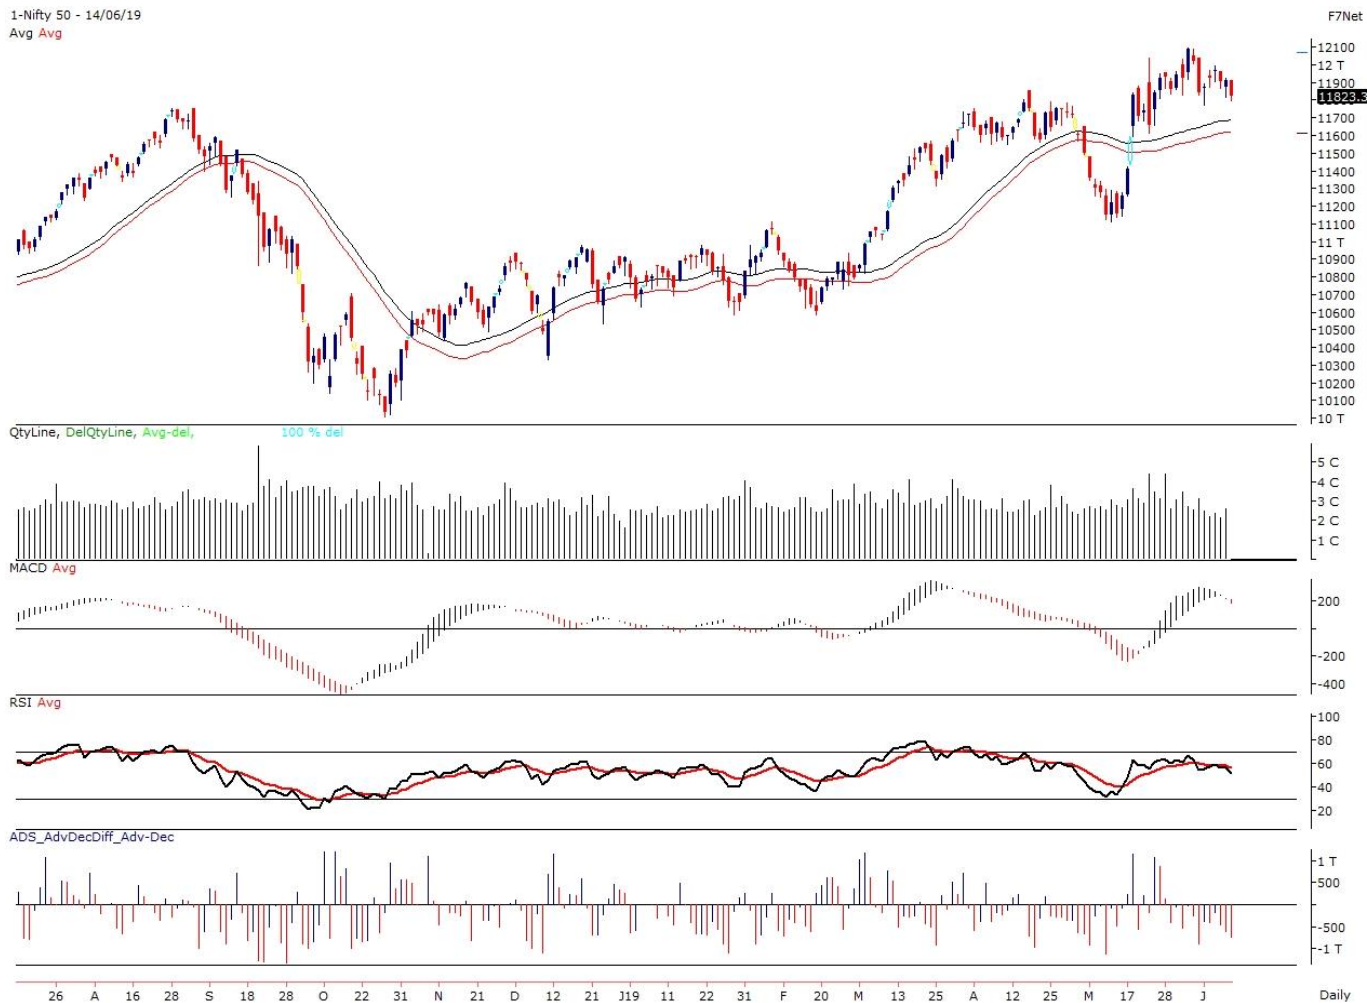 1-Nifty 50 - 14/06/19 F7Net
Avg Avg
12100
12 T
11900
11823.3
11700
11600
11500
11400
11300
11200
11100
11 T
10900
10800
10700
10600
10500
10400
10300
10200
10100
10 T
QtyLine, DelQtyLine, Avg-del, 100 % del
5 C
4 C
3 C
2 C
1 C
MACD Avg
200
-200
-400
RSI Avg
100
80
60
40
20
ADS_AdvDecDiff_Adv-Dec
1 T
500
-500
-1 T
26 A 16 28 S 18 28 O 22 31 N 21 D 12 21 J19 11 22 31 F 20 M 13 25 A 12 25 M 17 28 J Daily